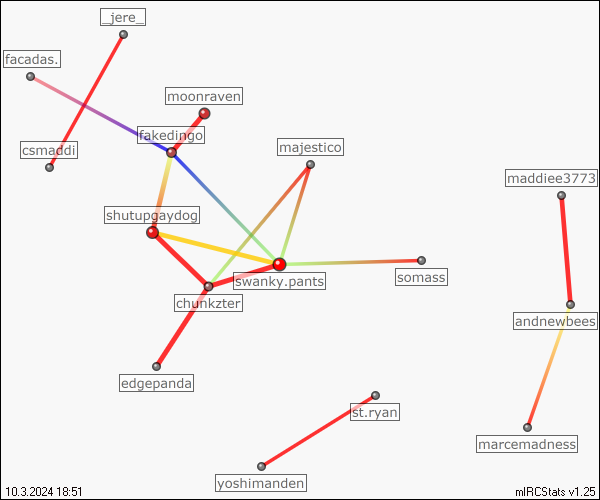 _jere_
facadas.
moonraven
fakedingo
csmaddi
majestico
maddiee3773
shutupgaydog
swanky.pants
somass
chunkzter
andnewbees
edgepanda
st.ryan
marcemadness
yoshimanden
10.3.2024 18:51
mIRCStats v1.25